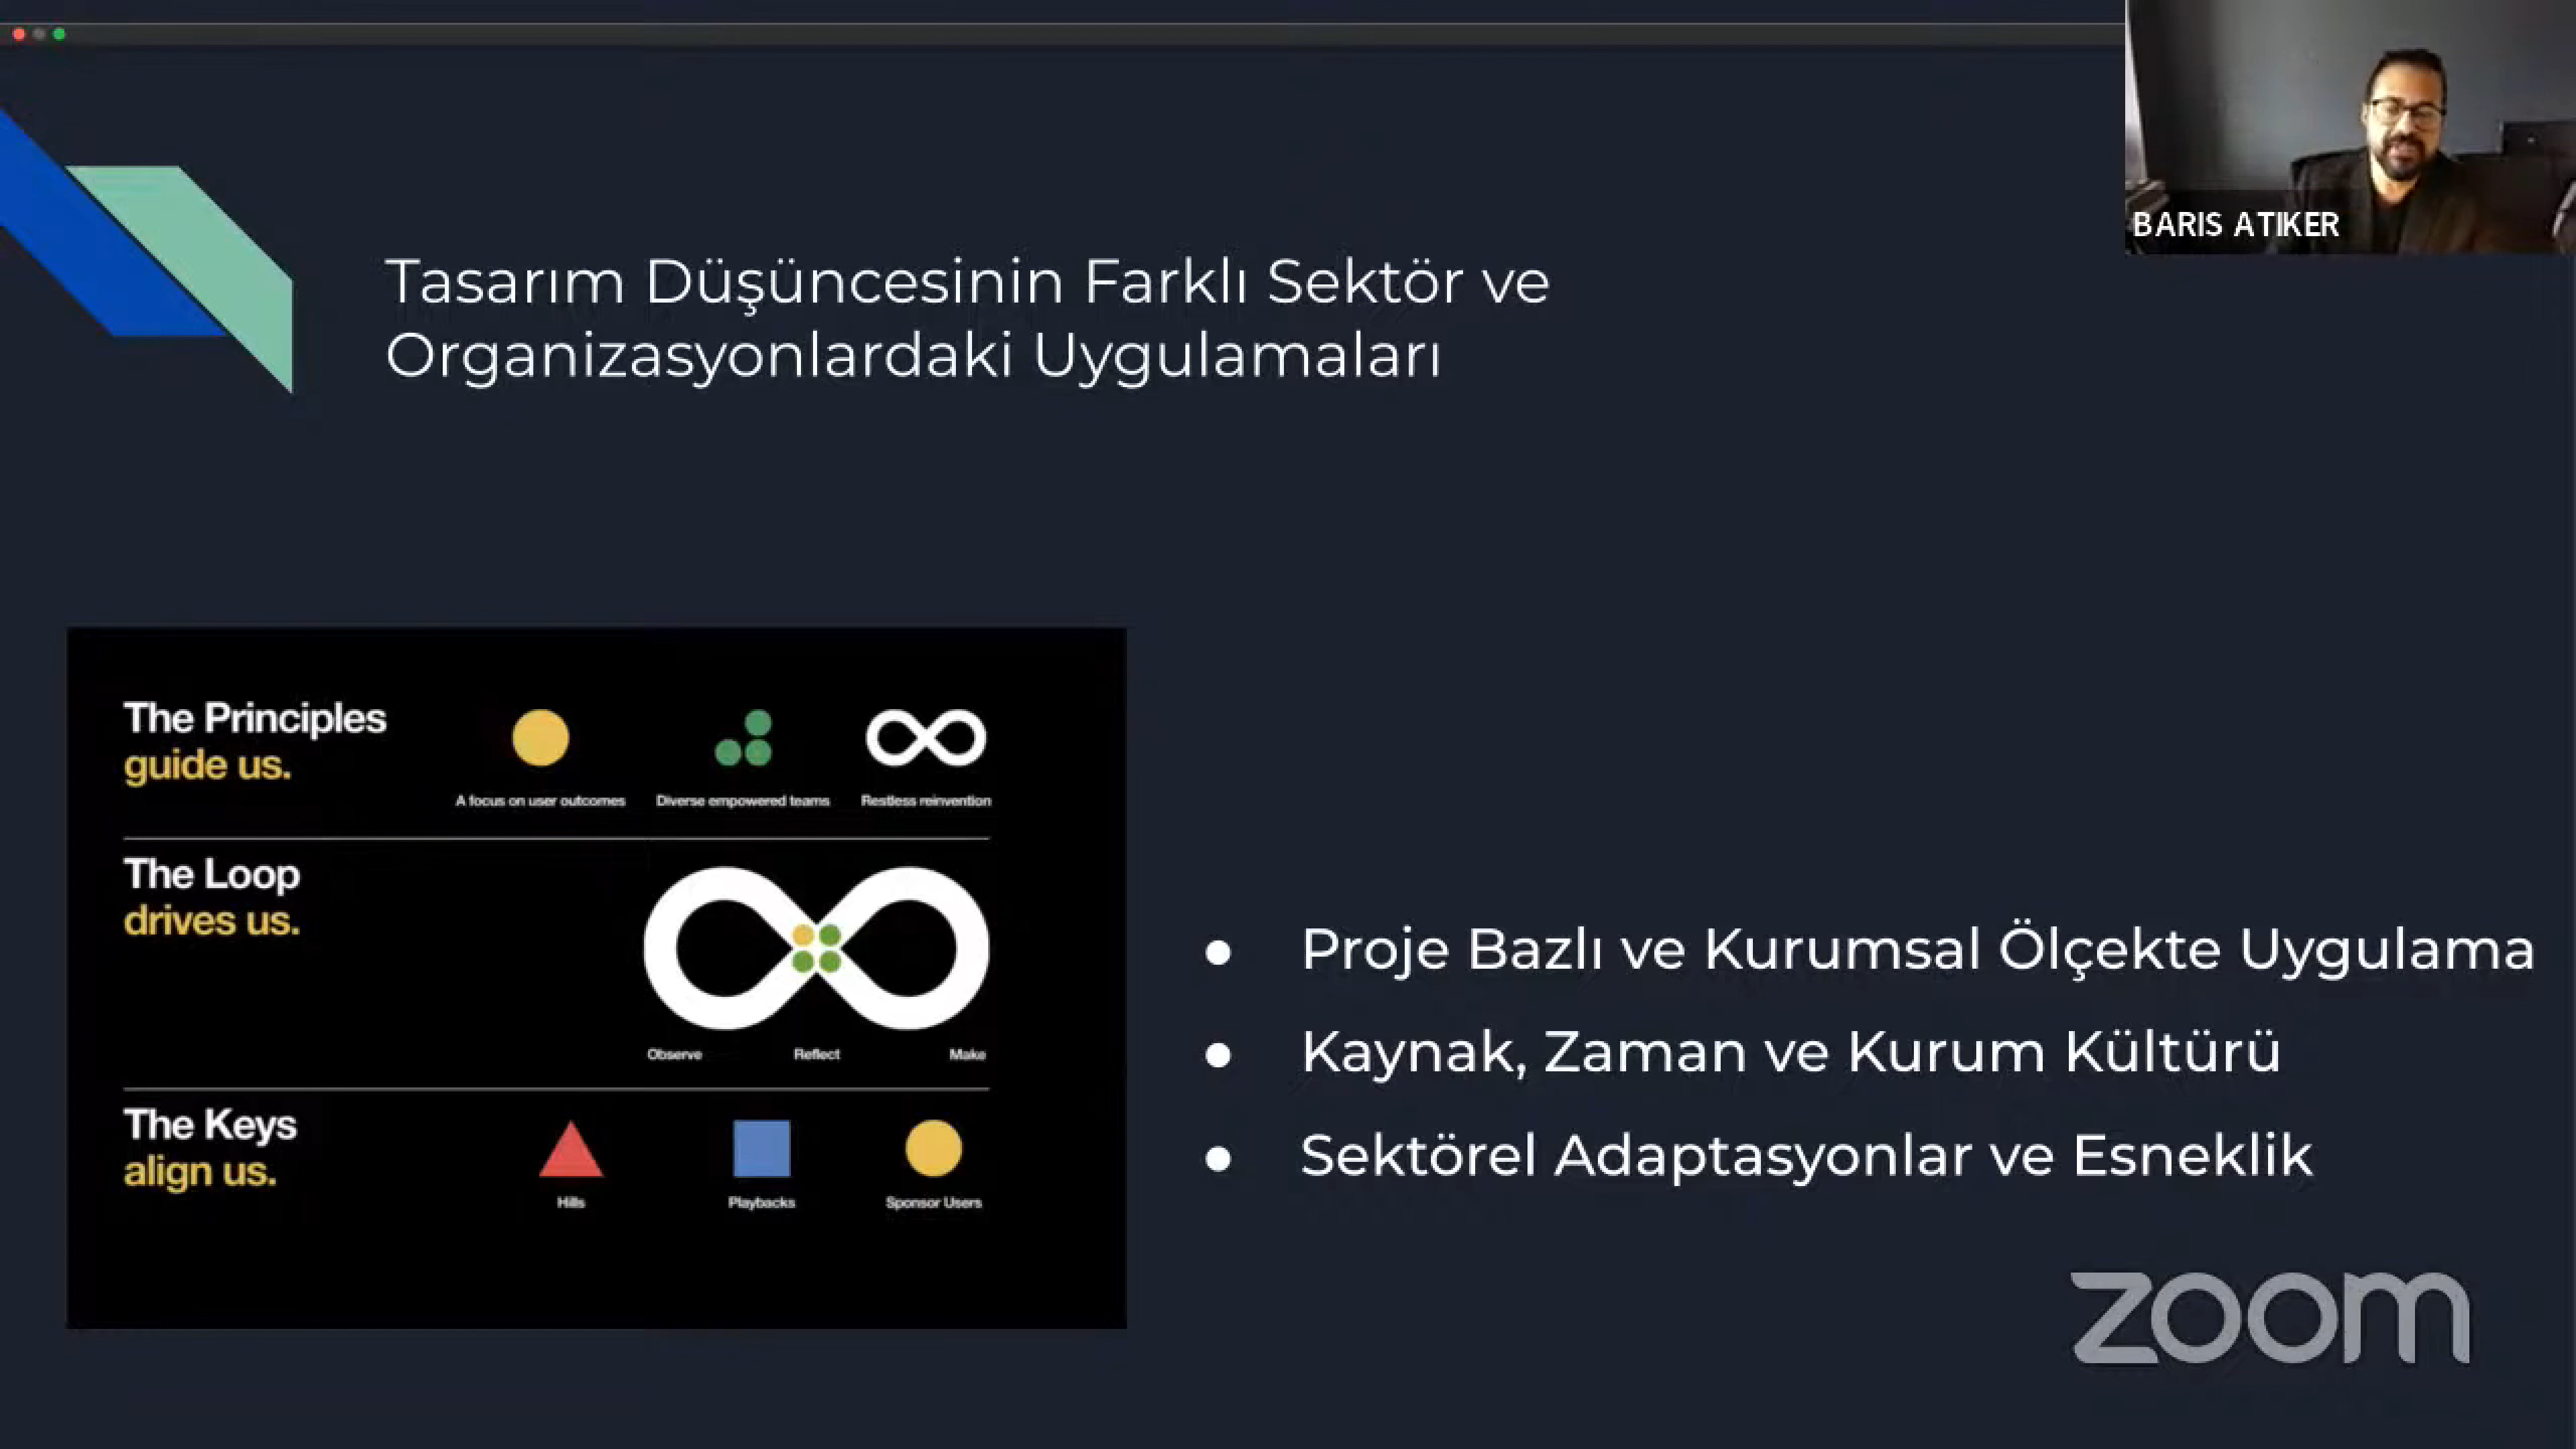 BARIS ATIKER
Tasarım Düşüncesinin Farklı Sektör ve
Organizasyonlardaki Uygulamaları
The Principles
guide us.
A focus on user outcomes
Diverse empowered teams
Restless reinvention
The Loop
drives us.
Observe
Reflect
Make
The Keys
align us.
Hills
Playbacks
Sponsor Users
● Proje Bazlı ve Kurumsal Ölçekte Uygulama
● Kaynak, Zaman ve Kurum Kültürü
● Sektörel Adaptasyonlar ve Esneklik
zoom